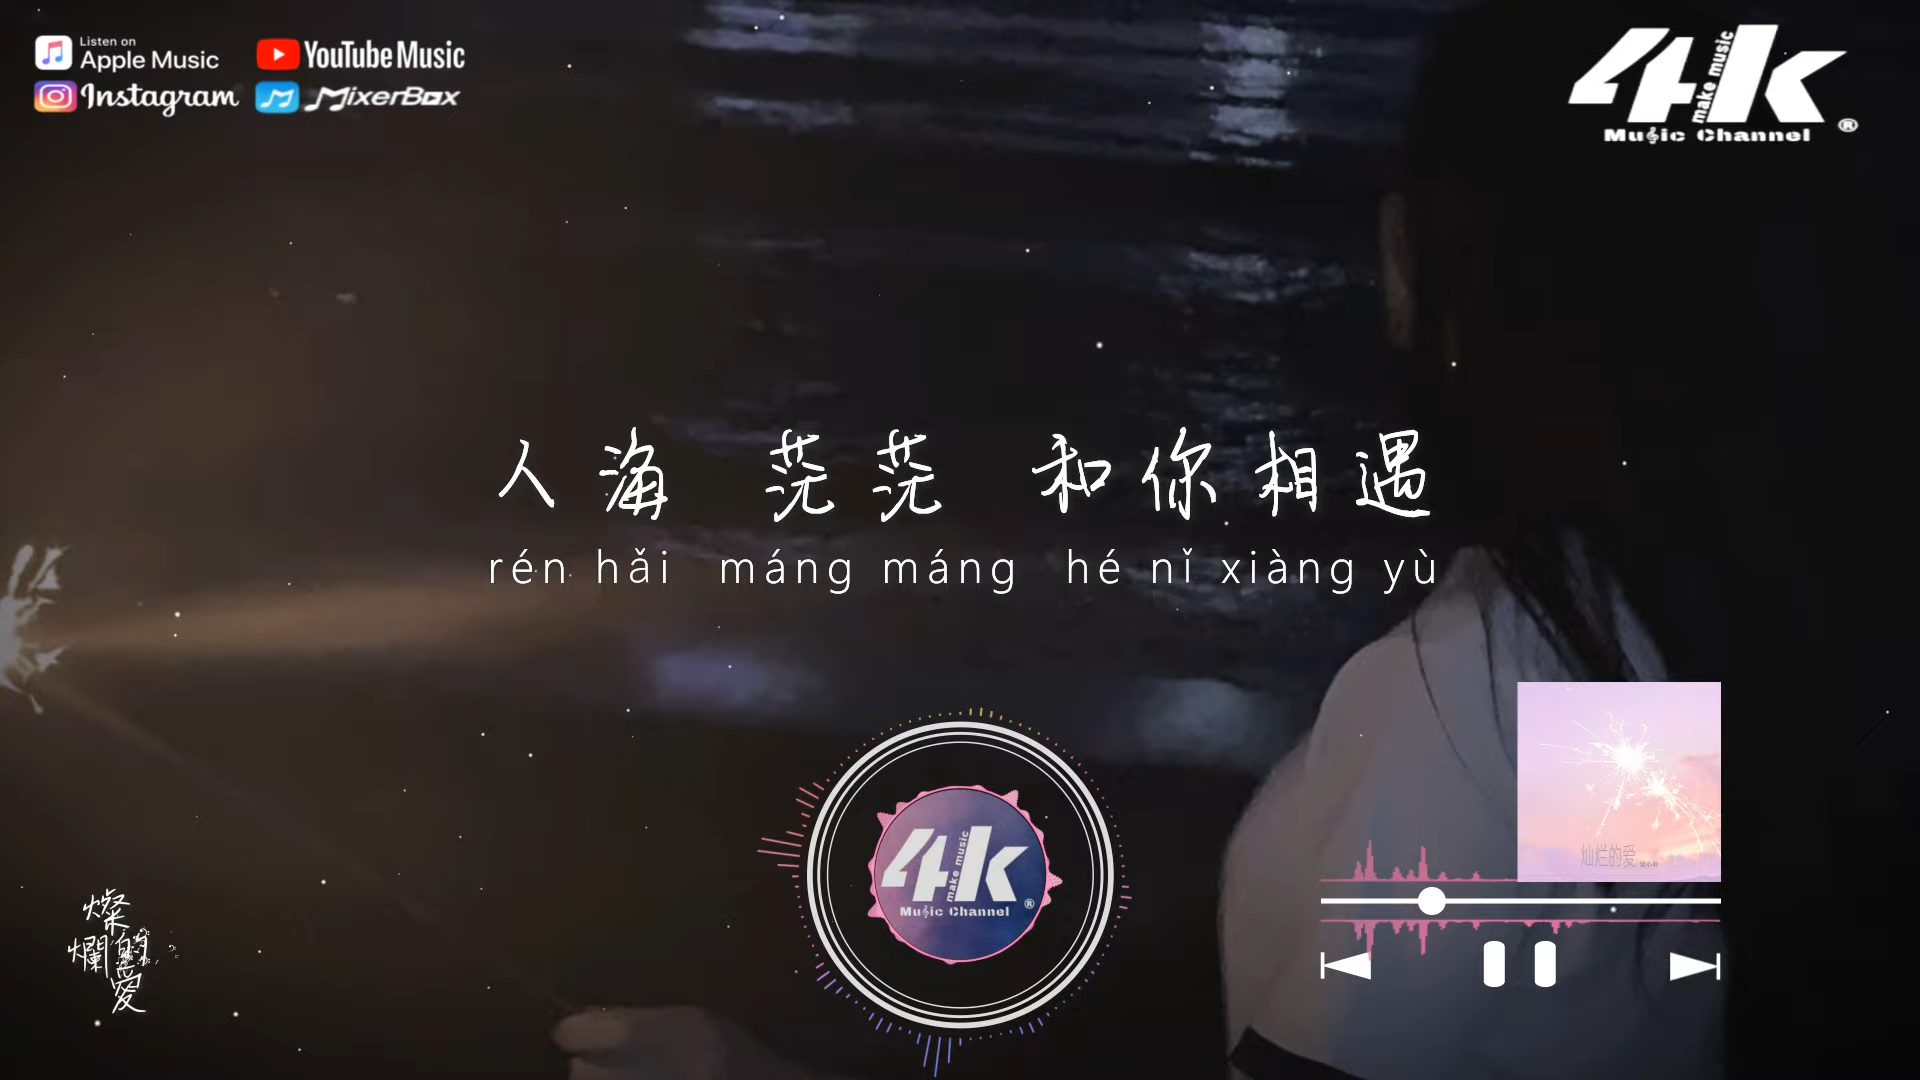 Listen on
Apple Music
YouTube Music
Instagram
MixerBox
4k
make music
Music Channel ®
人海 茫茫 和你相遇
rén hǎi máng máng hé nǐ xiàng yù
4k
make music
Music Channel ®
灿烂的爱
燦爛的愛